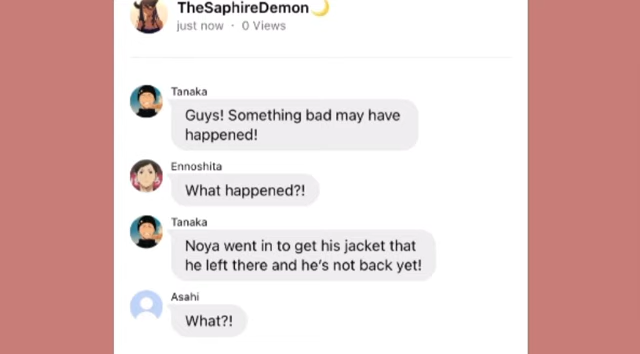 TheSaphireDemon🌙
just now · 0 Views
Tanaka
Guys! Something bad may have
happened!
Ennoshita
What happened?!
Tanaka
Noya went in to get his jacket that
he left there and he's not back yet!
Asahi
What?!